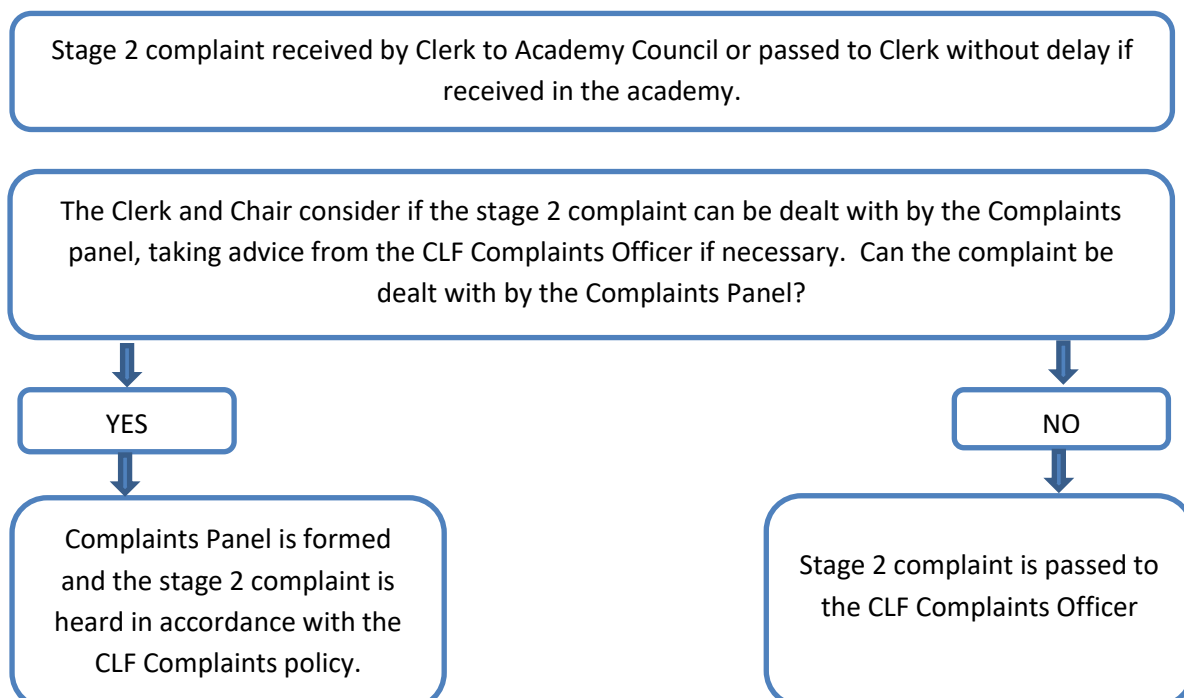 Stage 2 complaint received by Clerk to Academy Council or passed to Clerk without delay if
received in the academy.
The Clerk and Chair consider if the stage 2 complaint can be dealt with by the Complaints
panel, taking advice from the CLF Complaints Officer if necessary.  Can the complaint be
dealt with by the Complaints Panel?
YES
NO
Complaints Panel is formed
and the stage 2 complaint is
heard in accordance with the
CLF Complaints policy.
Stage 2 complaint is passed to
the CLF Complaints Officer